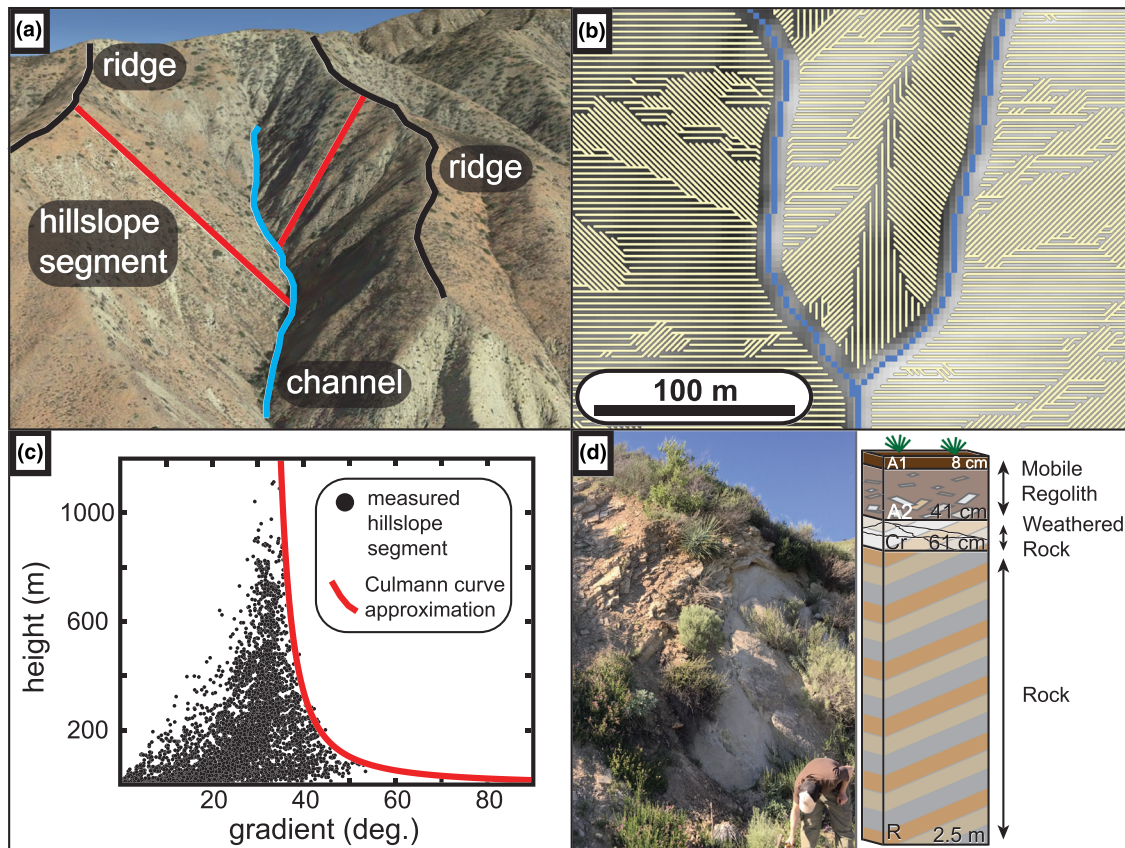 (a)
ridge
ridge
hillslope
segment
channel
(b)
100 m
(c)
height (m)
1000
600
200
20
40
60
80
gradient (deg.)
measured
hillslope
segment
Culmann curve
approximation
(d)
A1 8 cm
A2 41 cm
Cr 61 cm
R 2.5 m
Mobile
Regolith
Weathered
Rock
Rock